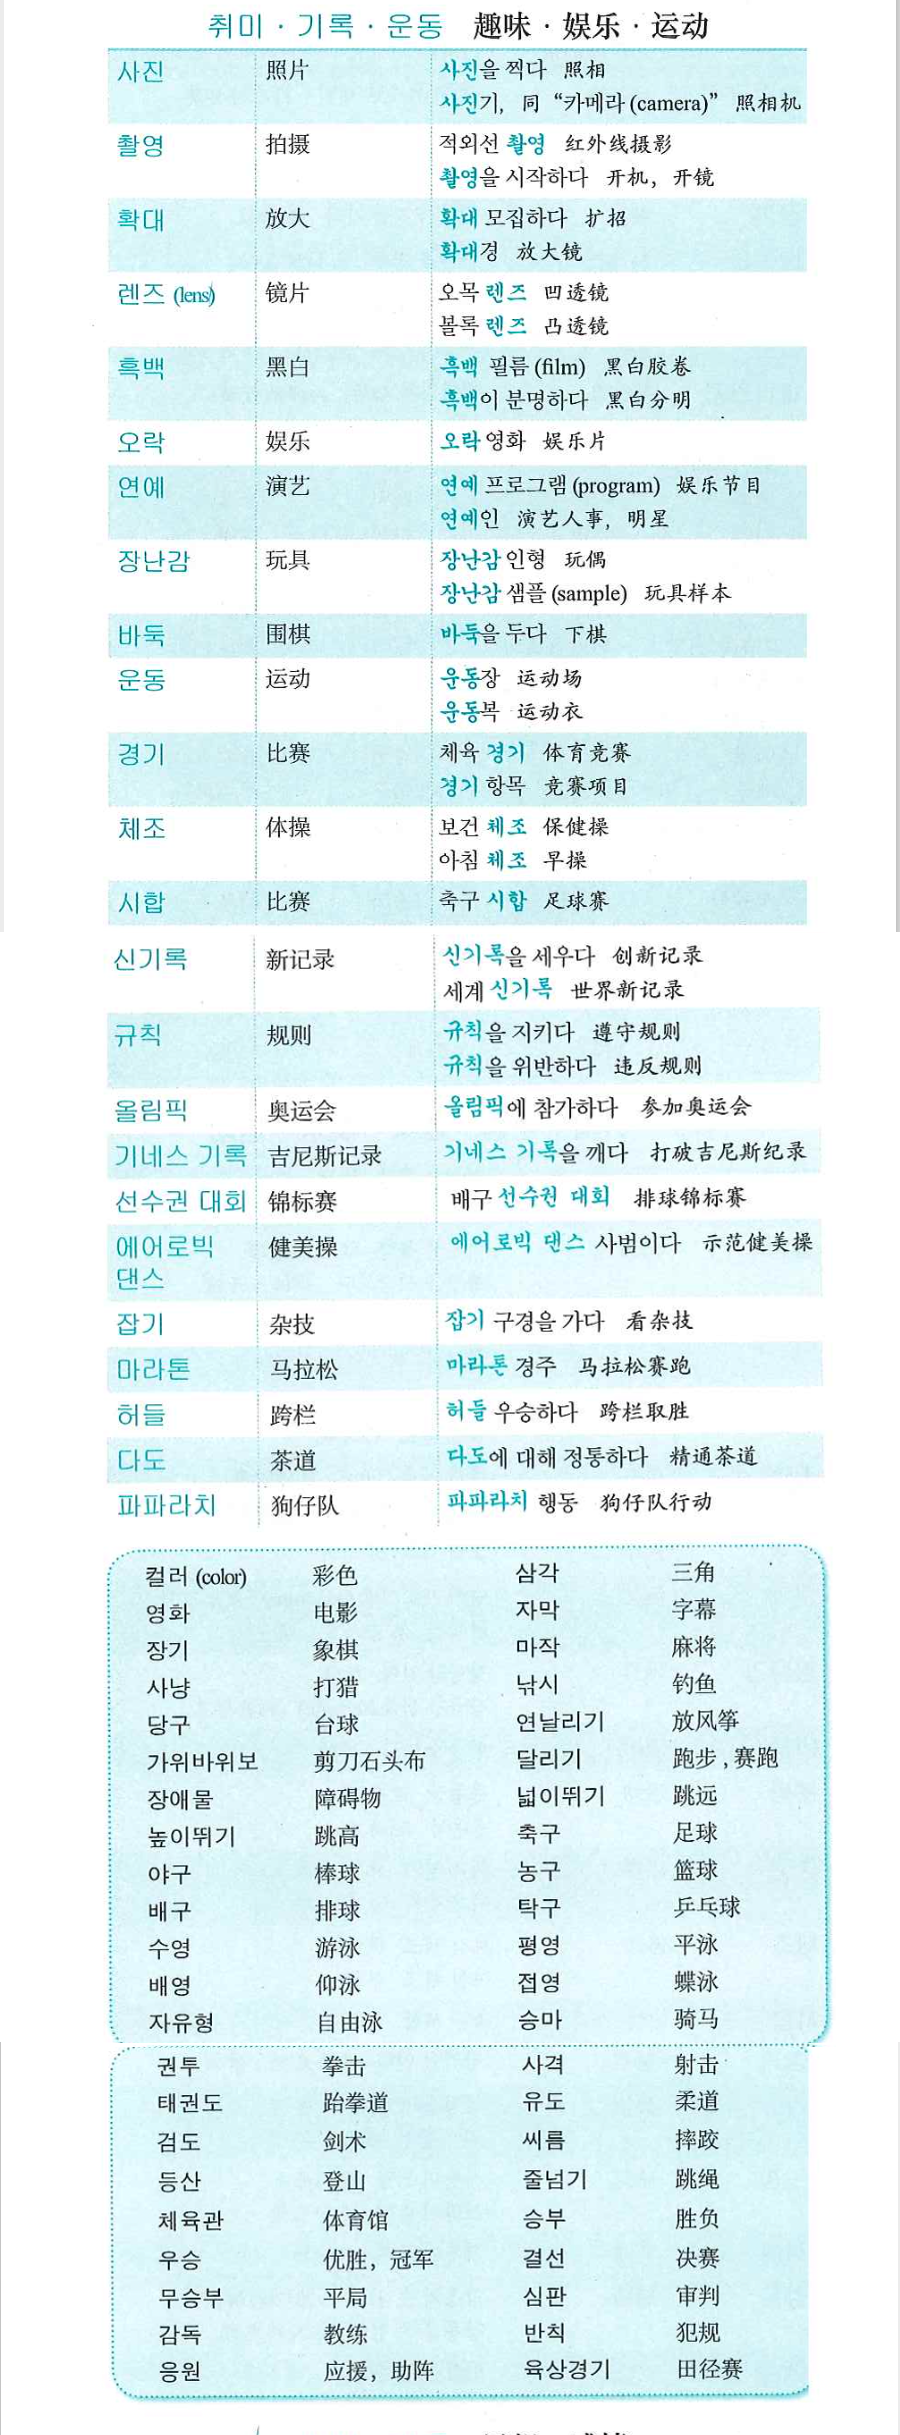 취미·기록·운동 趣味·娱乐·运动
사진 照片 사진을 찍다 照相
사진기, 同“카메라(camera)” 照相机
촬영 拍摄 적외선 촬영 红外线摄影
촬영을 시작하다 开机, 开镜
확대 放大 확대 모집하다 扩招
확대경 放大镜
렌즈 (lens) 镜片 오목 렌즈 凹透镜
볼록 렌즈 凸透镜
흑백 黑白 흑백 필름(film) 黑白胶卷
흑백이 분명하다 黑白分明
오락 娱乐 오락 영화 娱乐片
연예 演艺 연예 프로그램(program) 娱乐节目
연예인 演艺人事, 明星
장난감 玩具 장난감 인형 玩偶
장난감 샘플(sample) 玩具样本
바둑 围棋 바둑을 두다 下棋
운동 运动 운동장 运动场
운동복 运动衣
경기 比赛 체육 경기 体育竞赛
경기 항목 竞赛项目
체조 体操 보건 체조 保健操
아침 체조 早操
시합 比赛 축구 시합 足球赛
신기록 新记录 신기록을 세우다 创新记录
세계 신기록 世界新记录
규칙 规则 규칙을 지키다 遵守规则
규칙을 위반하다 违反规则
올림픽 奥运会 올림픽에 참가하다 参加奥运会
기네스 기록 吉尼斯记录 기네스 기록을 깨다 打破吉尼斯纪录
선수권 대회 锦标赛 배구 선수권 대회 排球锦标赛
에어로빅 健美操 에어로빅 댄스 사범이다 示范健美操
댄스
잡기 杂技 잡기 구경을 가다 看杂技
마라톤 马拉松 마라톤 경주 马拉松赛跑
허들 跨栏 허들 우승하다 跨栏取胜
다도 茶道 다도에 대해 정통하다 精通茶道
파파라치 狗仔队 파파라치 행동 狗仔队行动
컬러 (color) 彩色 삼각 三角
영화 电影 자막 字幕
장기 象棋 마작 麻将
사냥 打猎 낚시 钓鱼
당구 台球 연날리기 放风筝
가위바위보 剪刀石头布 달리기 跑步,赛跑
장애물 障碍物 넓이뛰기 跳远
높이뛰기 跳高 축구 足球
야구 棒球 농구 篮球
배구 排球 탁구 乒乓球
수영 游泳 평영 平泳
배영 仰泳 접영 蝶泳
자유형 自由泳 승마 骑马
권투 拳击 사격 射击
태권도 跆拳道 유도 柔道
검도 剑术 씨름 摔跤
등산 登山 줄넘기 跳绳
체육관 体育馆 승부 胜负
우승 优胜, 冠军 결선 决赛
무승부 平局 심판 审判
감독 教练 반칙 犯规
응원 应援, 助阵 육상경기 田径赛